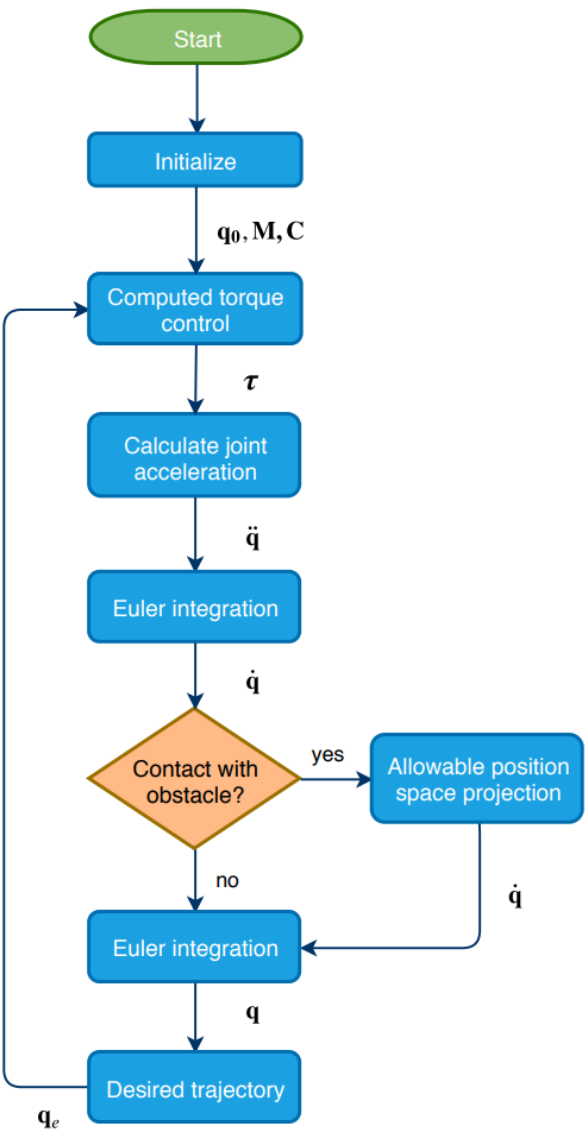 Start
Initialize
q₀, M, C
Computed torque
control
τ
Calculate joint
acceleration
q̈
Euler integration
q̇
Contact with
obstacle?
yes
Allowable position
space projection
no
q̇
Euler integration
q
Desired trajectory
qₑ